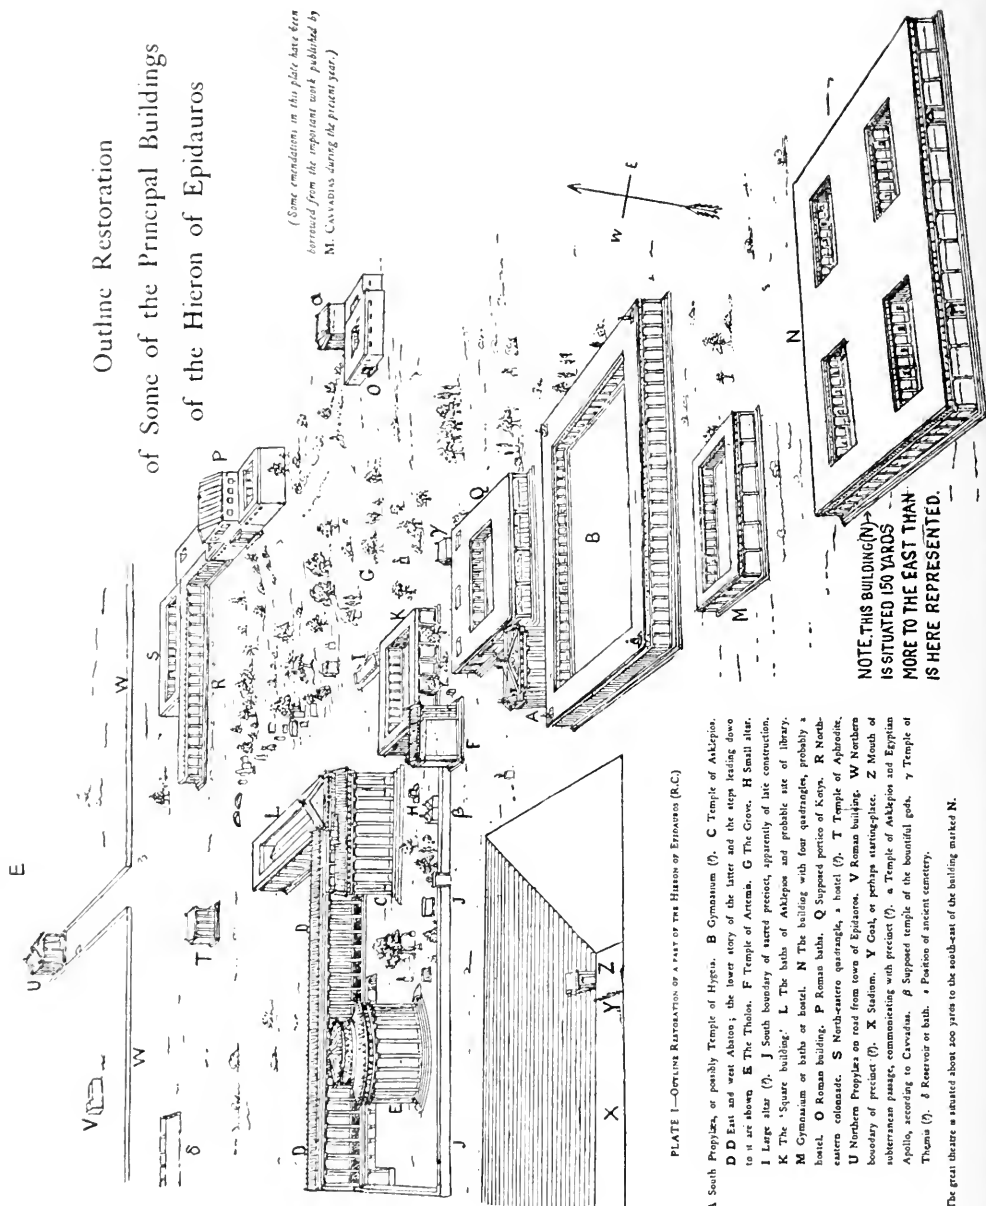 Outline Restoration
of Some of the Principal Buildings
of the Hieron of Epidauros
(Some emendations in this plate have been
borrowed from the important work published by
M. CAVVADIAS during the present year.)
E
U
W
V
W
δ
T
S
R
P
α
O
D
D
L
G
I
K
Q
γ
E
C
H
F
β
J
J
A
B
W
E
M
N
X
Y
Z
NOTE. THIS BUILDING (N)→
IS SITUATED 150 YARDS
MORE TO THE EAST THAN
IS HERE REPRESENTED.
PLATE I—OUTLINE RESTORATION OF A PART OF THE HIERON OF EPIDAUROS (R.C.)
A South Propylæa, or possibly Temple of Hygeia. B Gymnasium (?). C Temple of Asklepios.
D D East and west Abaton; the lower story of the latter and the steps leading down
to it are shown E The Tholos. F Temple of Artemis. G The Grove. H Small altar.
I Large altar (?). J South boundary of sacred precinct, apparently of late construction.
K The 'Square building.' L The baths of Asklepios and probable site of library.
M Gymnasium or baths or hostel. N The building with four quadrangles, probably a
hostel. O Roman building. P Roman baths. Q Supposed portico of Kotys. R North-
eastern colonnade. S North-eastern quadrangle, a hostel (?). T Temple of Aphrodite.
U Northern Propylæa on road from town of Epidauros. V Roman building. W Northern
boundary of precinct (?). X Stadium. Y Goal, or perhaps starting-place. Z Mouth of
subterranean passage, communicating with precinct (?). α Temple of Asklepios and Egyptian
Apollo, according to Cavvadias. β Supposed temple of the bountiful gods. γ Temple of
Themis (?). δ Reservoir or bath. Position of ancient cemetery.
The great theatre is situated about 200 yards to the south-east of the building marked N.